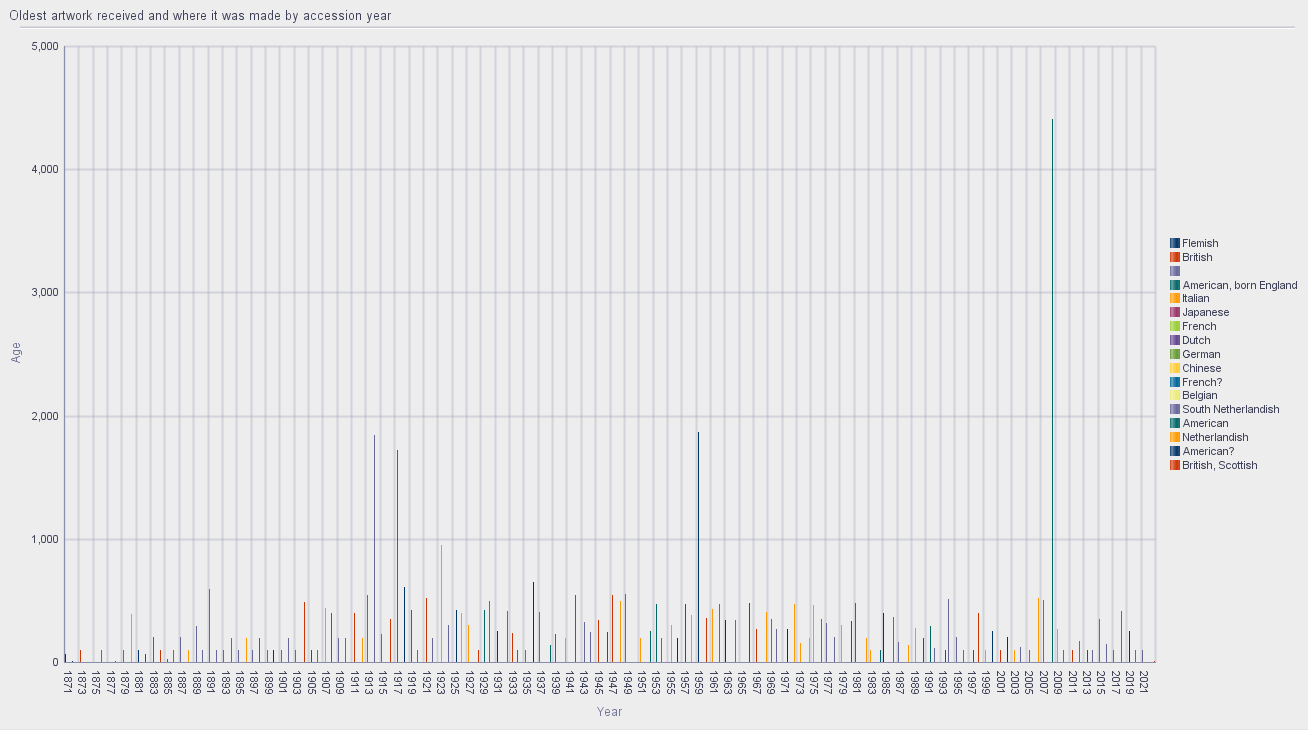 Oldest artwork received and where it was made by accession year
5,000
4,000
3,000
2,000
1,000
0
Age
1871 1873 1875 1877 1879 1881 1883 1885 1887 1889 1891 1893 1895 1897 1899 1901 1903 1905 1907 1909 1911 1913 1915 1917 1919 1921 1923 1925 1927 1929 1931 1933 1935 1937 1939 1941 1943 1945 1947 1949 1951 1953 1955 1957 1959 1961 1963 1965 1967 1969 1971 1973 1975 1977 1979 1981 1983 1985 1987 1989 1991 1993 1995 1997 1999 2001 2003 2005 2007 2009 2011 2013 2015 2017 2019 2021
Year
Flemish
British
American, born England
Italian
Japanese
French
Dutch
German
Chinese
French?
Belgian
South Netherlandish
American
Netherlandish
American?
British, Scottish